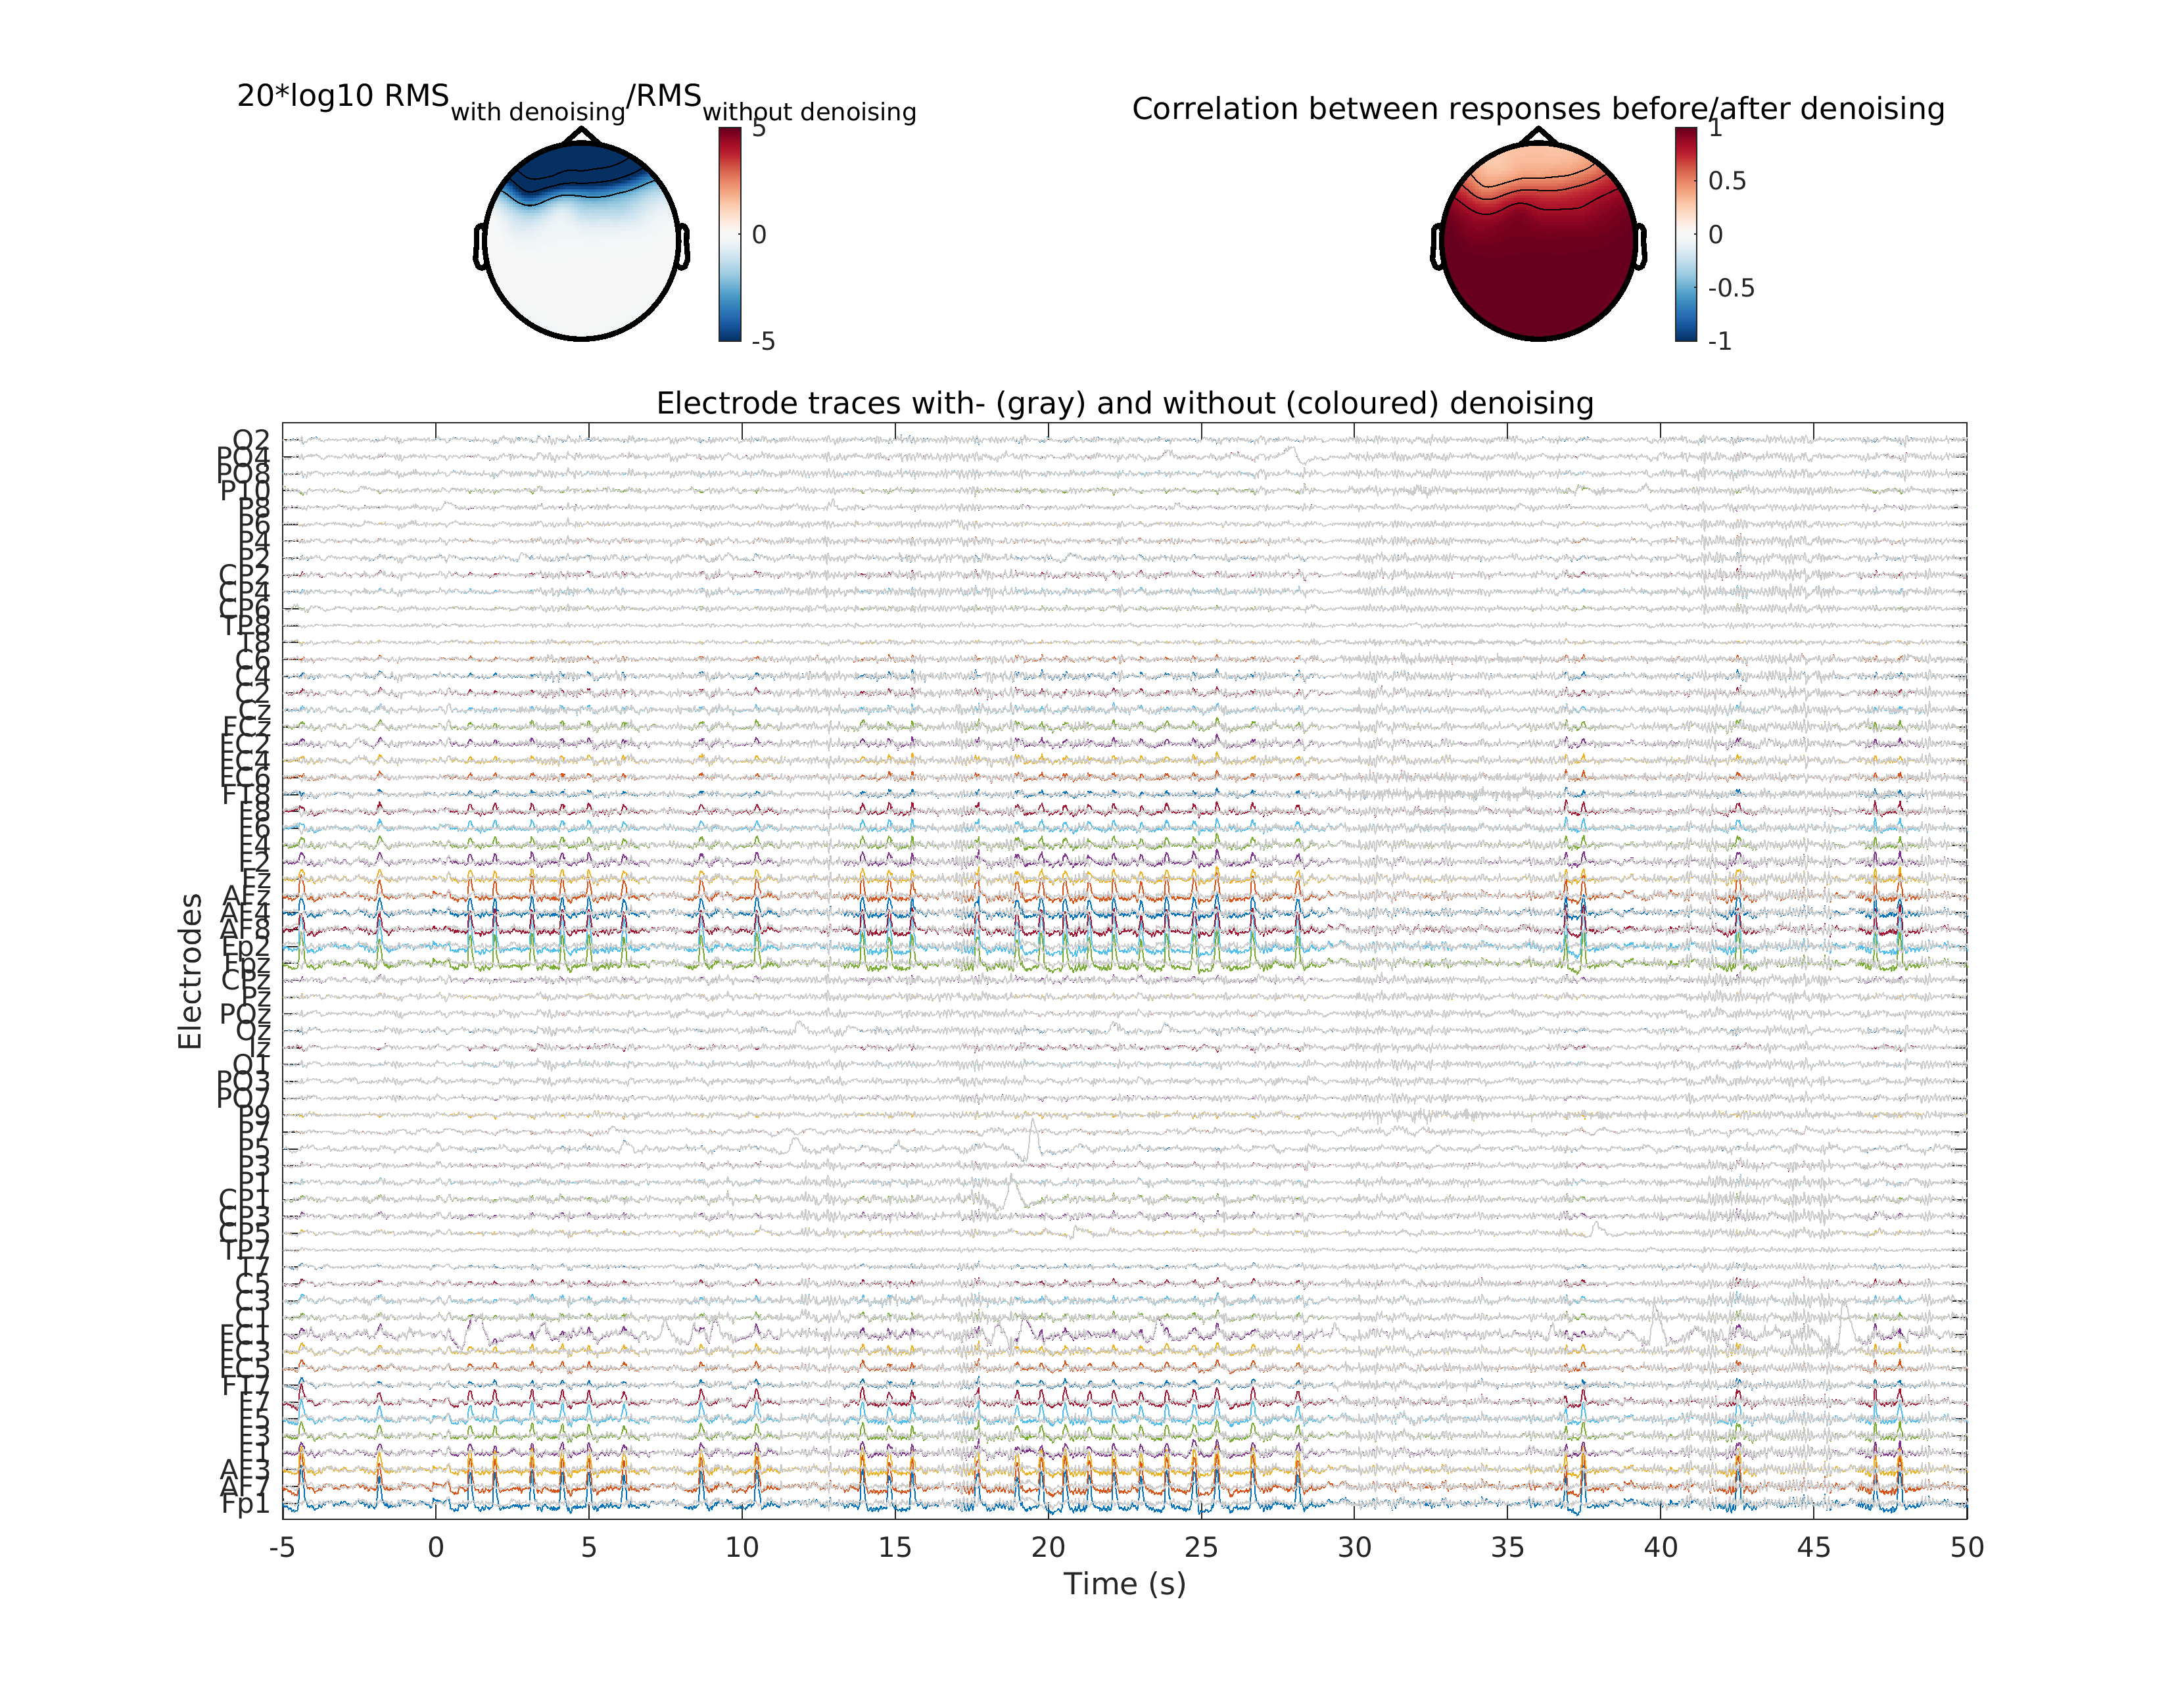 20*log10 RMS with denoising/RMS without denoising
5
0
-5
Correlation between responses before/after denoising
1
0.5
0
-0.5
-1
Electrode traces with- (gray) and without (coloured) denoising
Electrodes
O2
PO4
PO8
P10
P8
P6
P4
P2
CP2
CP4
CP6
TP8
T8
C6
C4
C2
Cz
FCz
FC2
FC4
FC6
FT8
F8
F6
F4
F2
Fz
AFz
AF4
AF8
Fp2
Fpz
CPz
Pz
POz
Oz
Iz
O1
PO3
PO7
P9
P7
P5
P3
P1
CP1
CP3
CP5
TP7
T7
C5
C3
C1
FC1
FC3
FC5
FT7
F7
F5
F3
F1
AF3
AF7
Fp1
-5 0 5 10 15 20 25 30 35 40 45 50
Time (s)